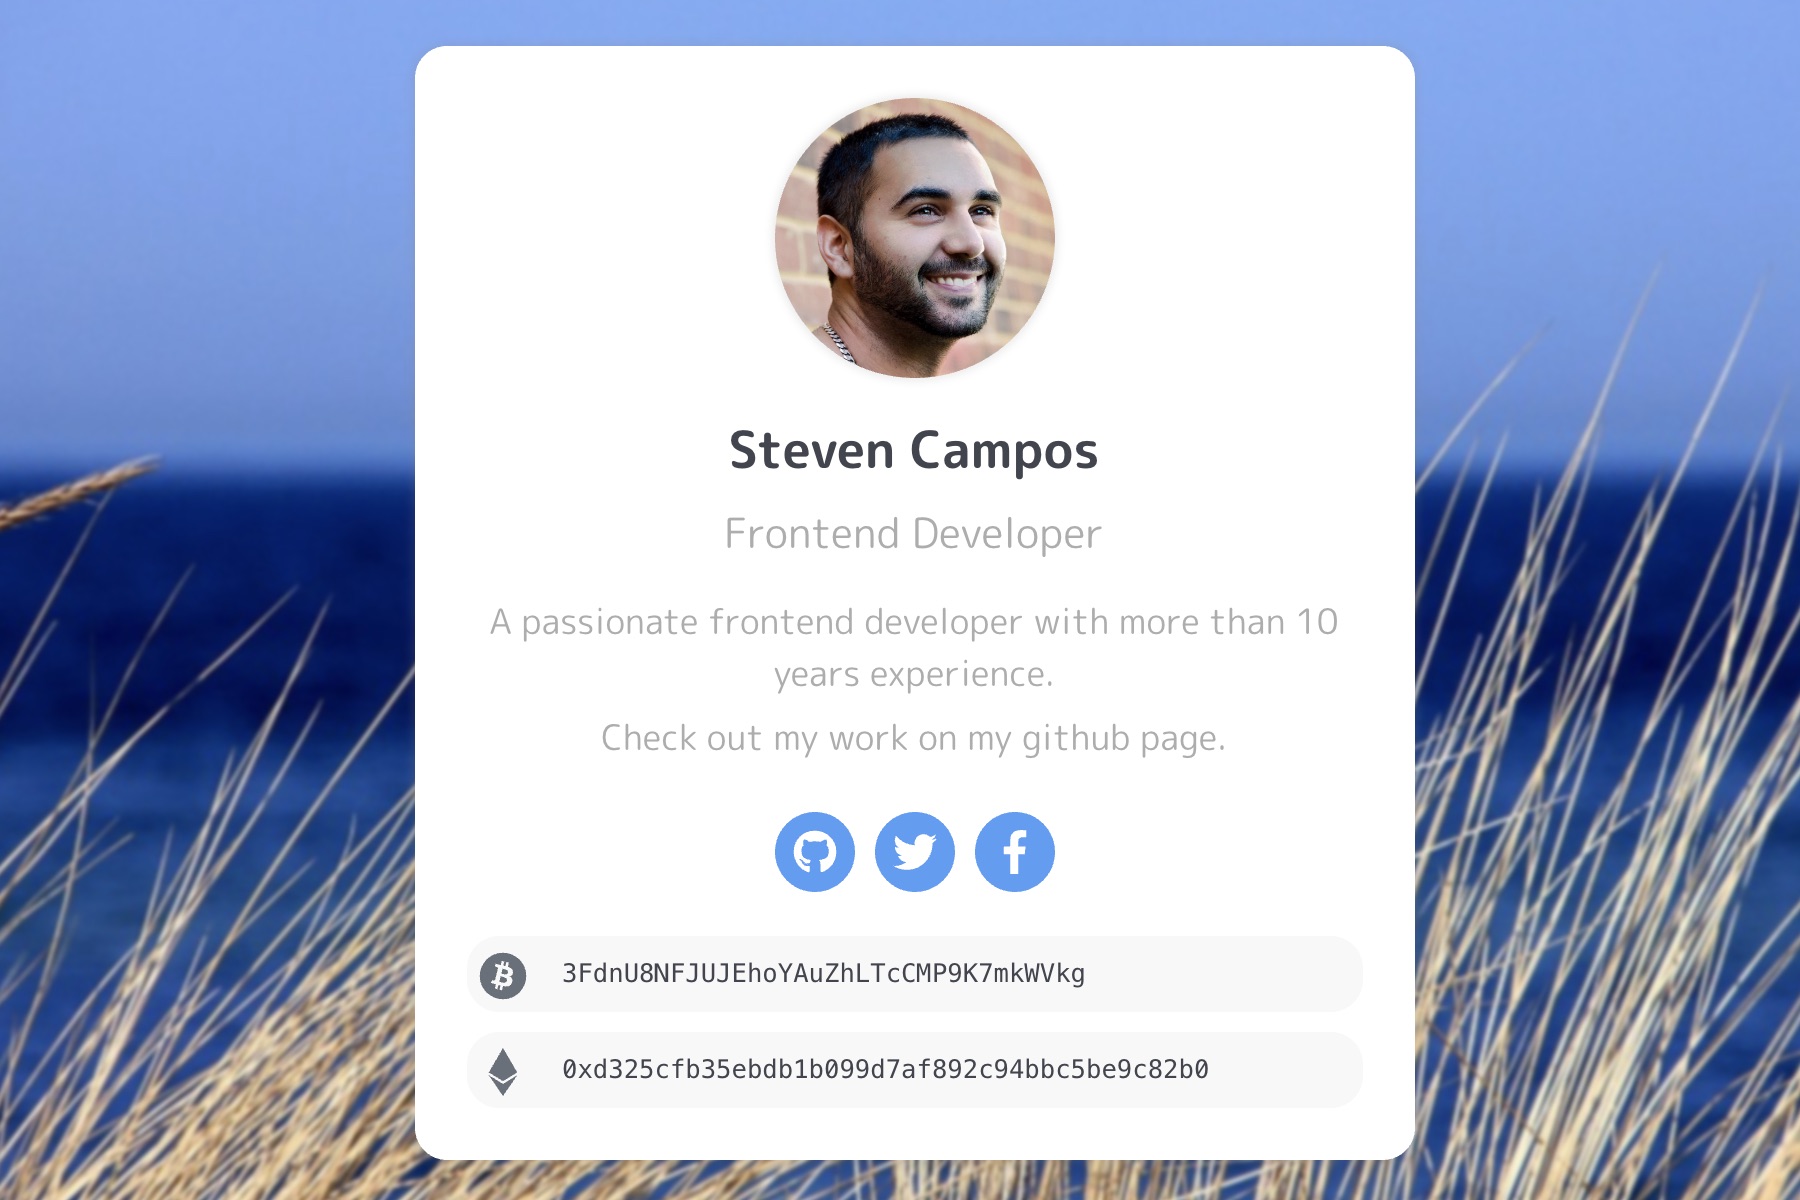 Steven Campos
Frontend Developer
A passionate frontend developer with more than 10
years experience.
Check out my work on my github page.
3FdnU8NFJUJEhoYAuZhLTcCMP9K7mkWVkg
0xd325cfb35ebdb1b099d7af892c94bbc5be9c82b0